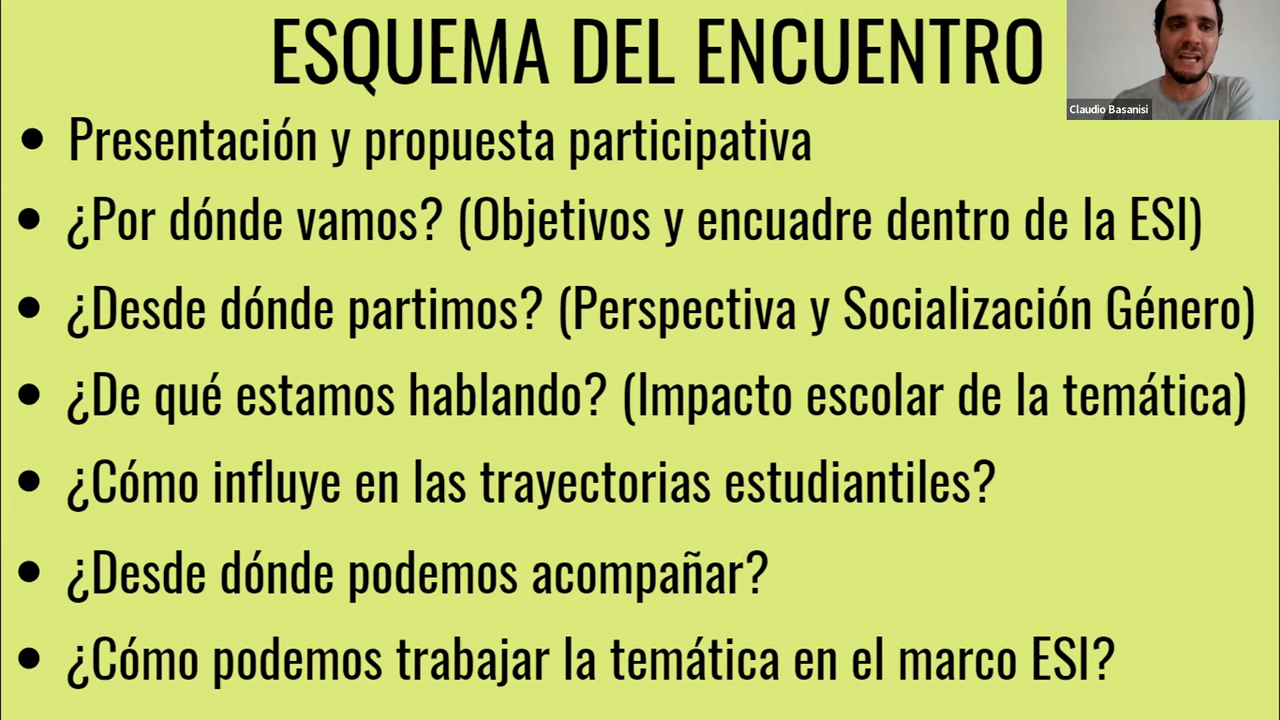 ESQUEMA DEL ENCUENTRO
Claudio Basanisi
• Presentación y propuesta participativa
• ¿Por dónde vamos? (Objetivos y encuadre dentro de la ESI)
• ¿Desde dónde partimos? (Perspectiva y Socialización Género)
• ¿De qué estamos hablando? (Impacto escolar de la temática)
• ¿Cómo influye en las trayectorias estudiantiles?
• ¿Desde dónde podemos acompañar?
• ¿Cómo podemos trabajar la temática en el marco ESI?